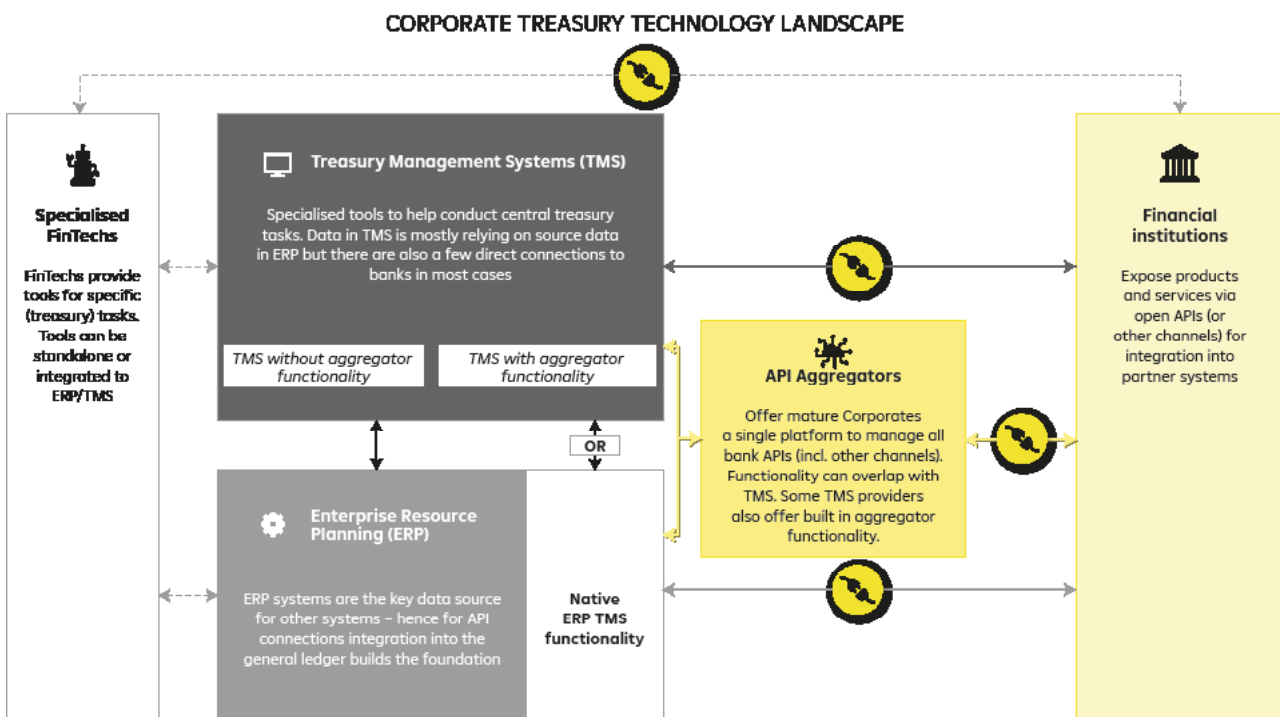 CORPORATE TREASURY TECHNOLOGY LANDSCAPE
Specialised
FinTechs
FinTechs provide
tools for specific
(treasury) tasks.
Tools can be
standalone or
integrated to
ERP/TMS
Treasury Management Systems (TMS)
Specialised tools to help conduct central treasury
tasks. Data in TMS is mostly relying on source data
in ERP but there are also a few direct connections to
banks in most cases
TMS without aggregator
functionality
TMS with aggregator
functionality
OR
Enterprise Resource
Planning (ERP)
ERP systems are the key data source
for other systems – hence for API
connections integration into the
general ledger builds the foundation
Native
ERP TMS
functionality
API Aggregators
Offer mature Corporates
a single platform to manage all
bank APIs (incl. other channels).
Functionality can overlap with
TMS. Some TMS providers
also offer built in aggregator
functionality.
Financial
institutions
Expose products
and services via
open APIs (or
other channels) for
integration into
partner systems